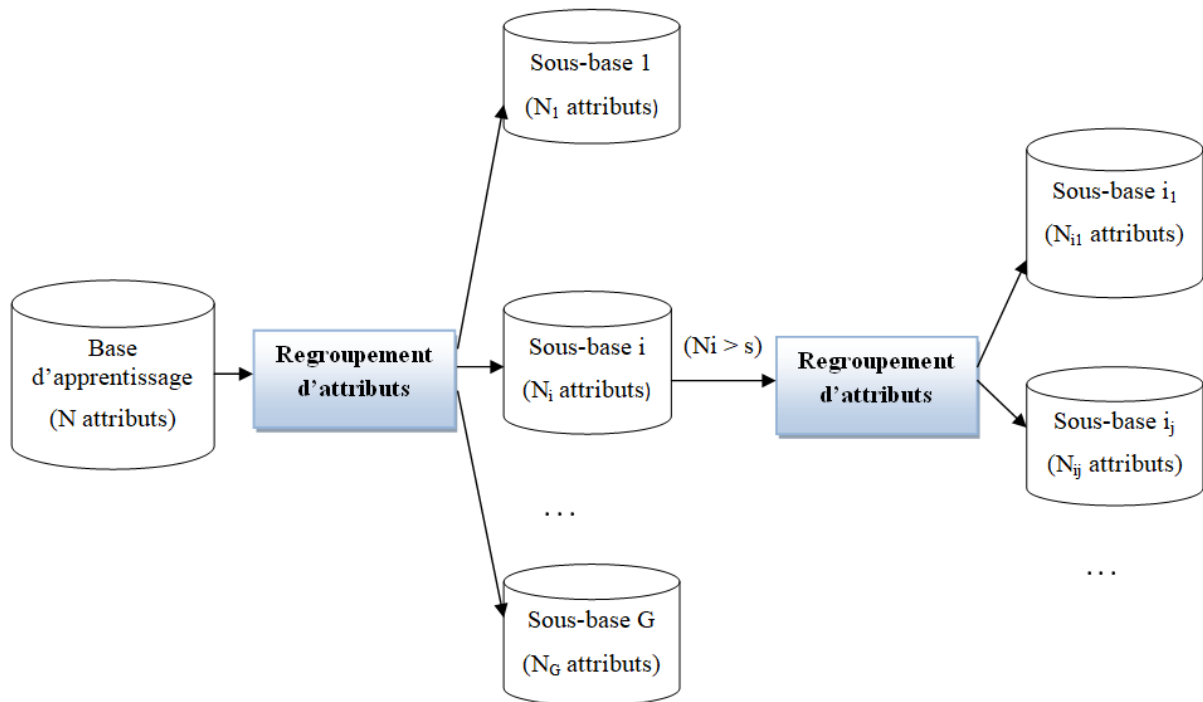 Base
d’apprentissage
(N attributs)
Regroupement
d’attributs
Sous-base 1
(N₁ attributs)
Sous-base i
(Nᵢ attributs)
. . .
Sous-base G
(N_G attributs)
(Ni > s)
Regroupement
d’attributs
Sous-base i₁
(Nᵢ₁ attributs)
Sous-base iⱼ
(Nᵢⱼ attributs)
. . .